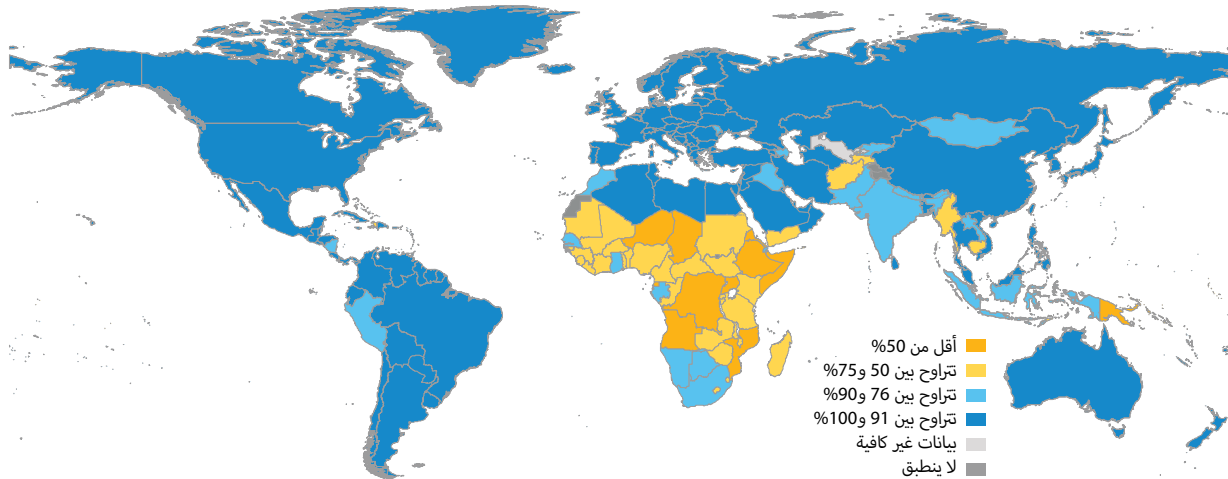 أقل من 50%
تتراوح بين 50 و75%
تتراوح بين 76 و90%
تتراوح بين 91 و100%
بيانات غير كافية
لا ينطبق